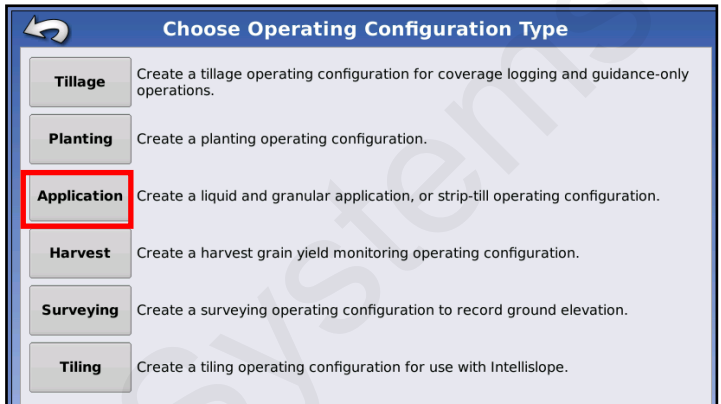 Choose Operating Configuration Type
Tillage
Create a tillage operating configuration for coverage logging and guidance-only
operations.
Planting
Create a planting operating configuration.
Application
Create a liquid and granular application, or strip-till operating configuration.
Harvest
Create a harvest grain yield monitoring operating configuration.
Surveying
Create a surveying operating configuration to record ground elevation.
Tiling
Create a tiling operating configuration for use with Intellislope.
Systems